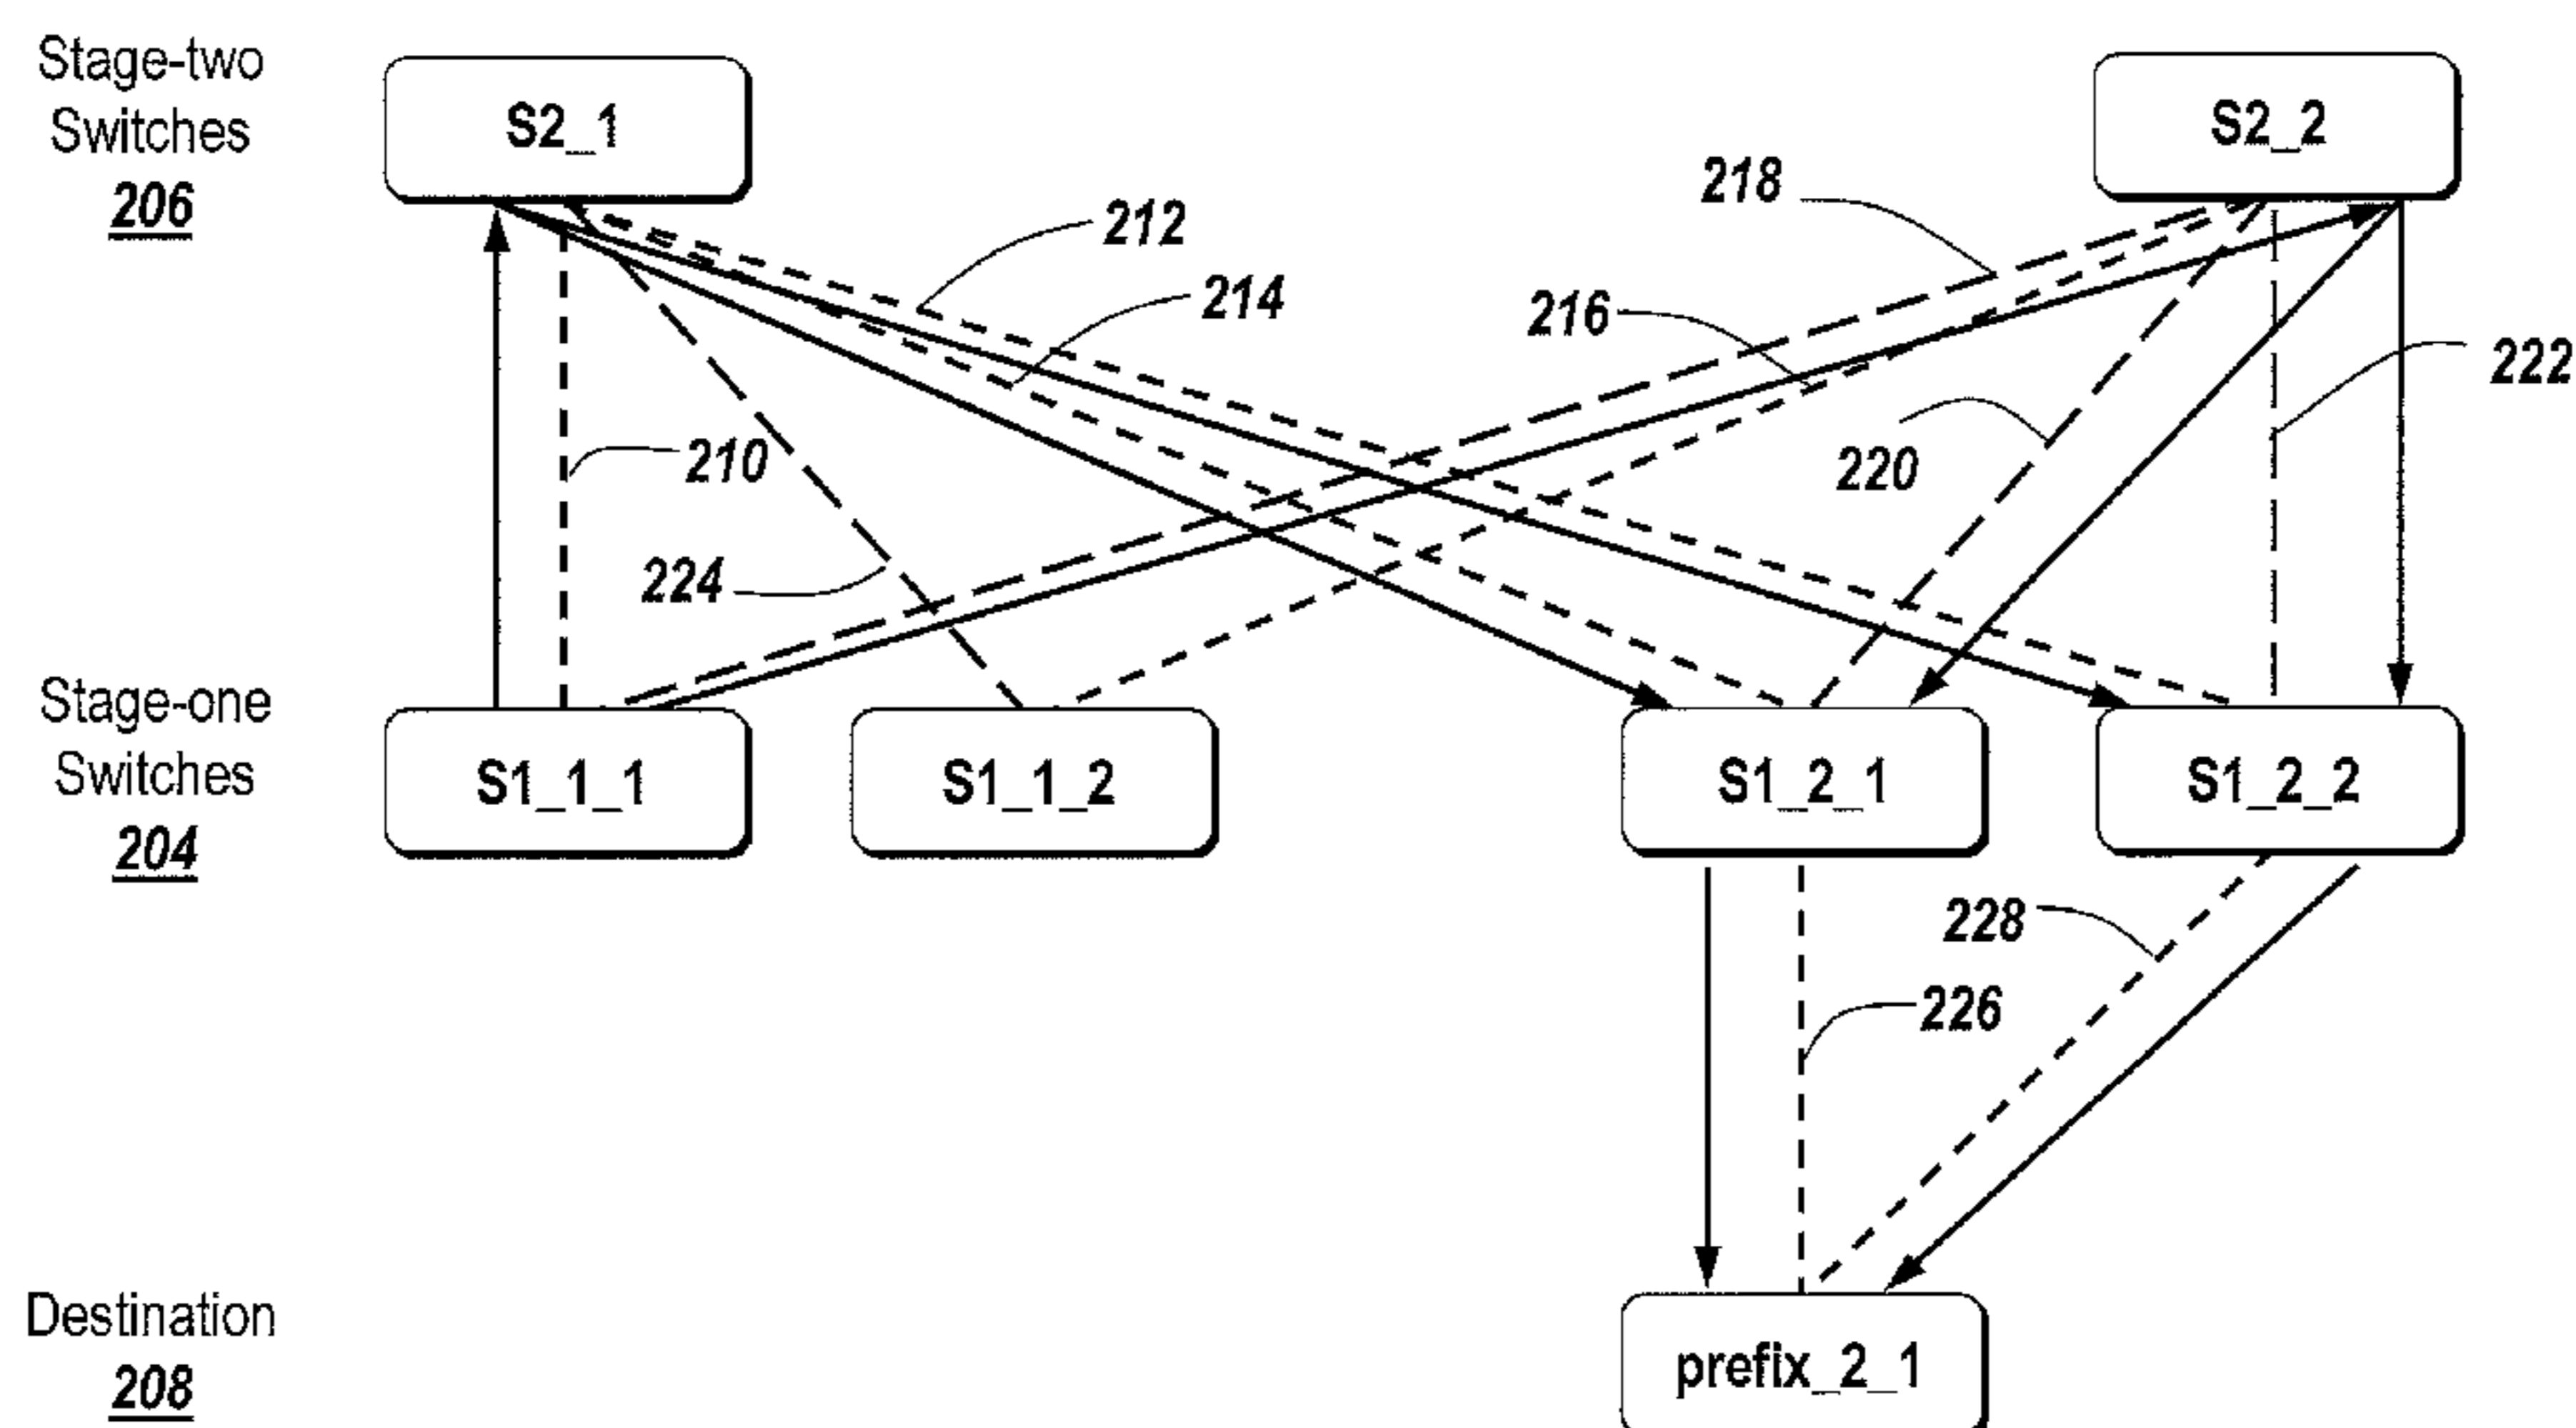 Stage-two
Switches
206
S2_1
S2_2
212
214
218
216
222
210
220
224
Stage-one
Switches
204
S1_1_1
S1_1_2
S1_2_1
S1_2_2
228
226
Destination
208
prefix_2_1